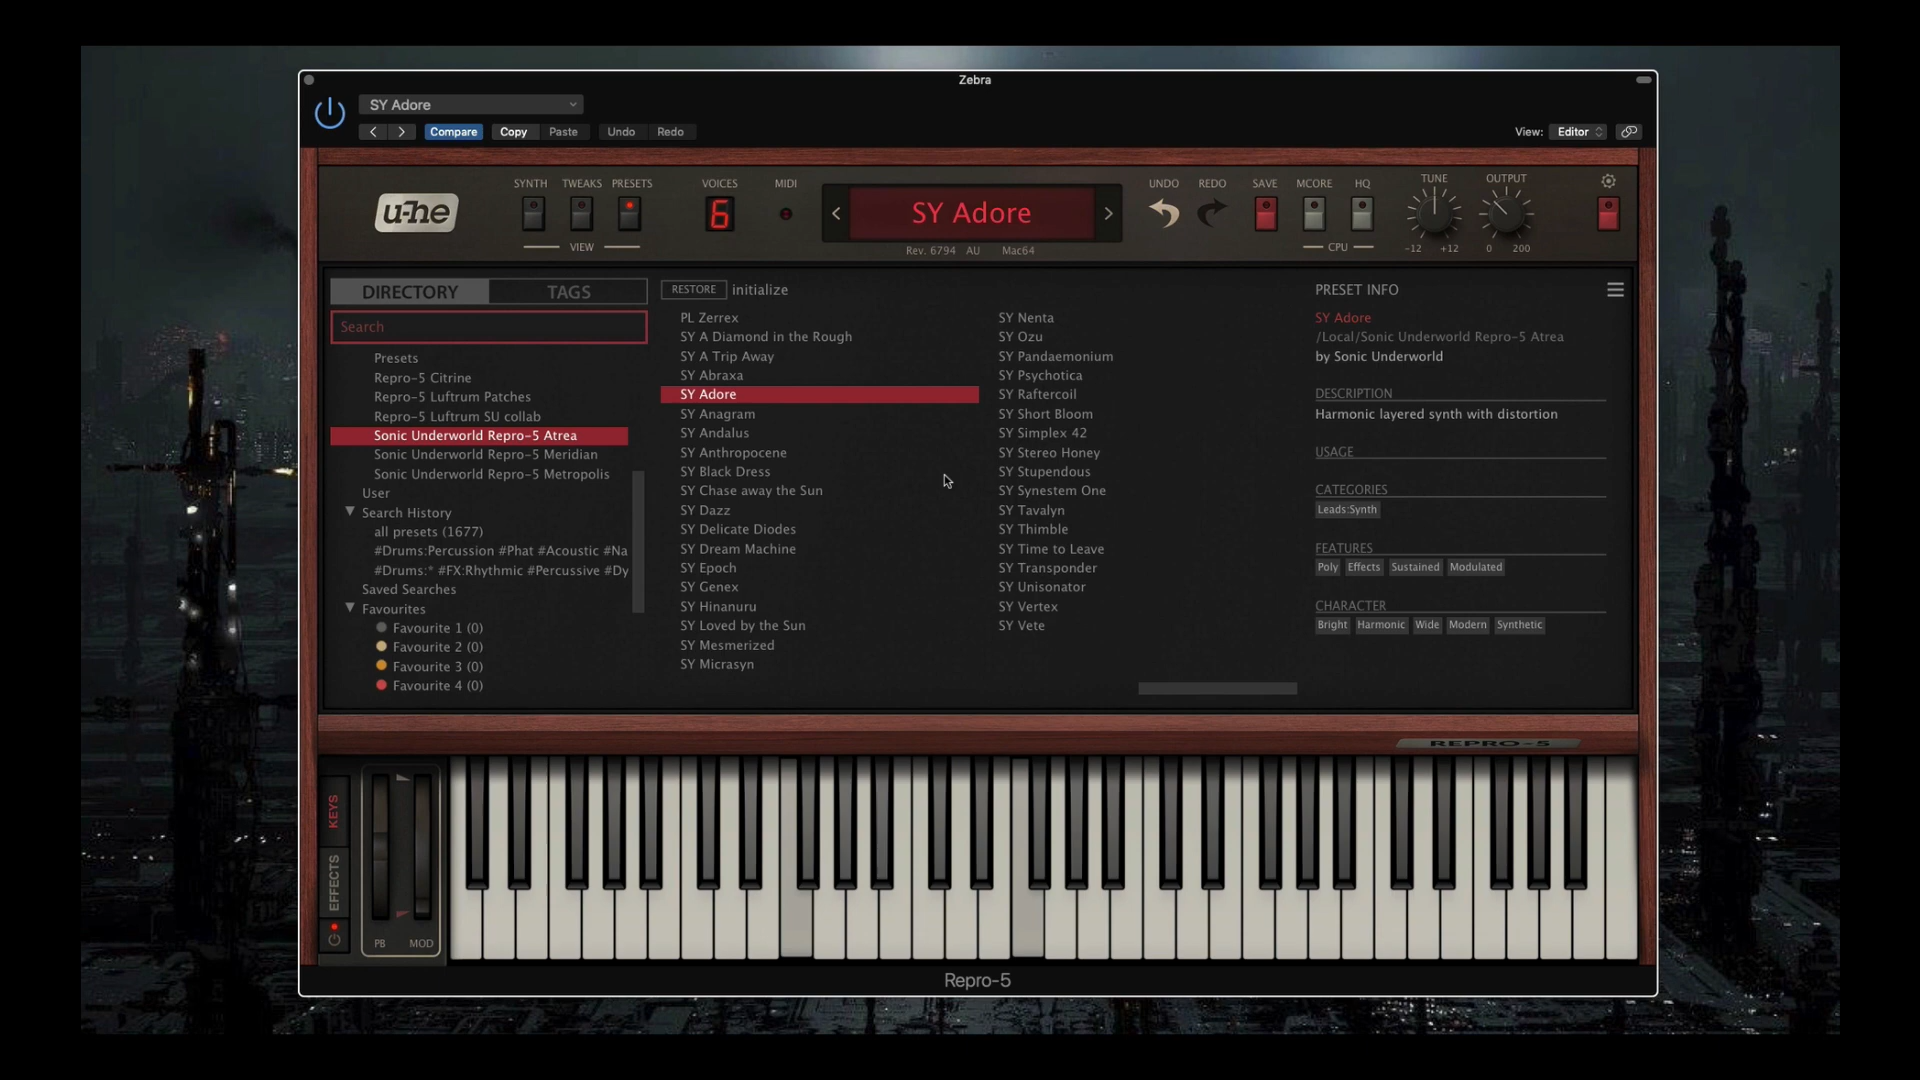 Zebra
SY Adore
Compare Copy Paste Undo Redo
View: Editor
u-he
SYNTH TWEAKS PRESETS
VIEW
VOICES
6
MIDI
SY Adore
Rev. 6794 AU Mac64
UNDO REDO SAVE MCORE HQ
CPU
TUNE
-12 +12
OUTPUT
0 200
DIRECTORY TAGS
Search
Presets
Repro-5 Citrine
Repro-5 Luftrum Patches
Repro-5 Luftrum SU collab
Sonic Underworld Repro-5 Atrea
Sonic Underworld Repro-5 Meridian
Sonic Underworld Repro-5 Metropolis
User
Search History
all presets (1677)
#Drums:Percussion #Phat #Acoustic #Na
#Drums:* #FX:Rhythmic #Percussive #Dy
Saved Searches
Favourites
Favourite 1 (0)
Favourite 2 (0)
Favourite 3 (0)
Favourite 4 (0)
RESTORE initialize
PL Zerrex
SY A Diamond in the Rough
SY A Trip Away
SY Abraxa
SY Adore
SY Anagram
SY Andalus
SY Anthropocene
SY Black Dress
SY Chase away the Sun
SY Dazz
SY Delicate Diodes
SY Dream Machine
SY Epoch
SY Genex
SY Hinanuru
SY Loved by the Sun
SY Mesmerized
SY Micrasyn
SY Nenta
SY Ozu
SY Pandaemonium
SY Psychotica
SY Raftercoil
SY Short Bloom
SY Simplex 42
SY Stereo Honey
SY Stupendous
SY Synestem One
SY Tavalyn
SY Thimble
SY Time to Leave
SY Transponder
SY Unisonator
SY Vertex
SY Vete
PRESET INFO
SY Adore
/Local/Sonic Underworld Repro-5 Atrea
by Sonic Underworld
DESCRIPTION
Harmonic layered synth with distortion
USAGE
CATEGORIES
Leads:Synth
FEATURES
Poly Effects Sustained Modulated
CHARACTER
Bright Harmonic Wide Modern Synthetic
REPRO-5
KEYS
EFFECTS
PB MOD
Repro-5